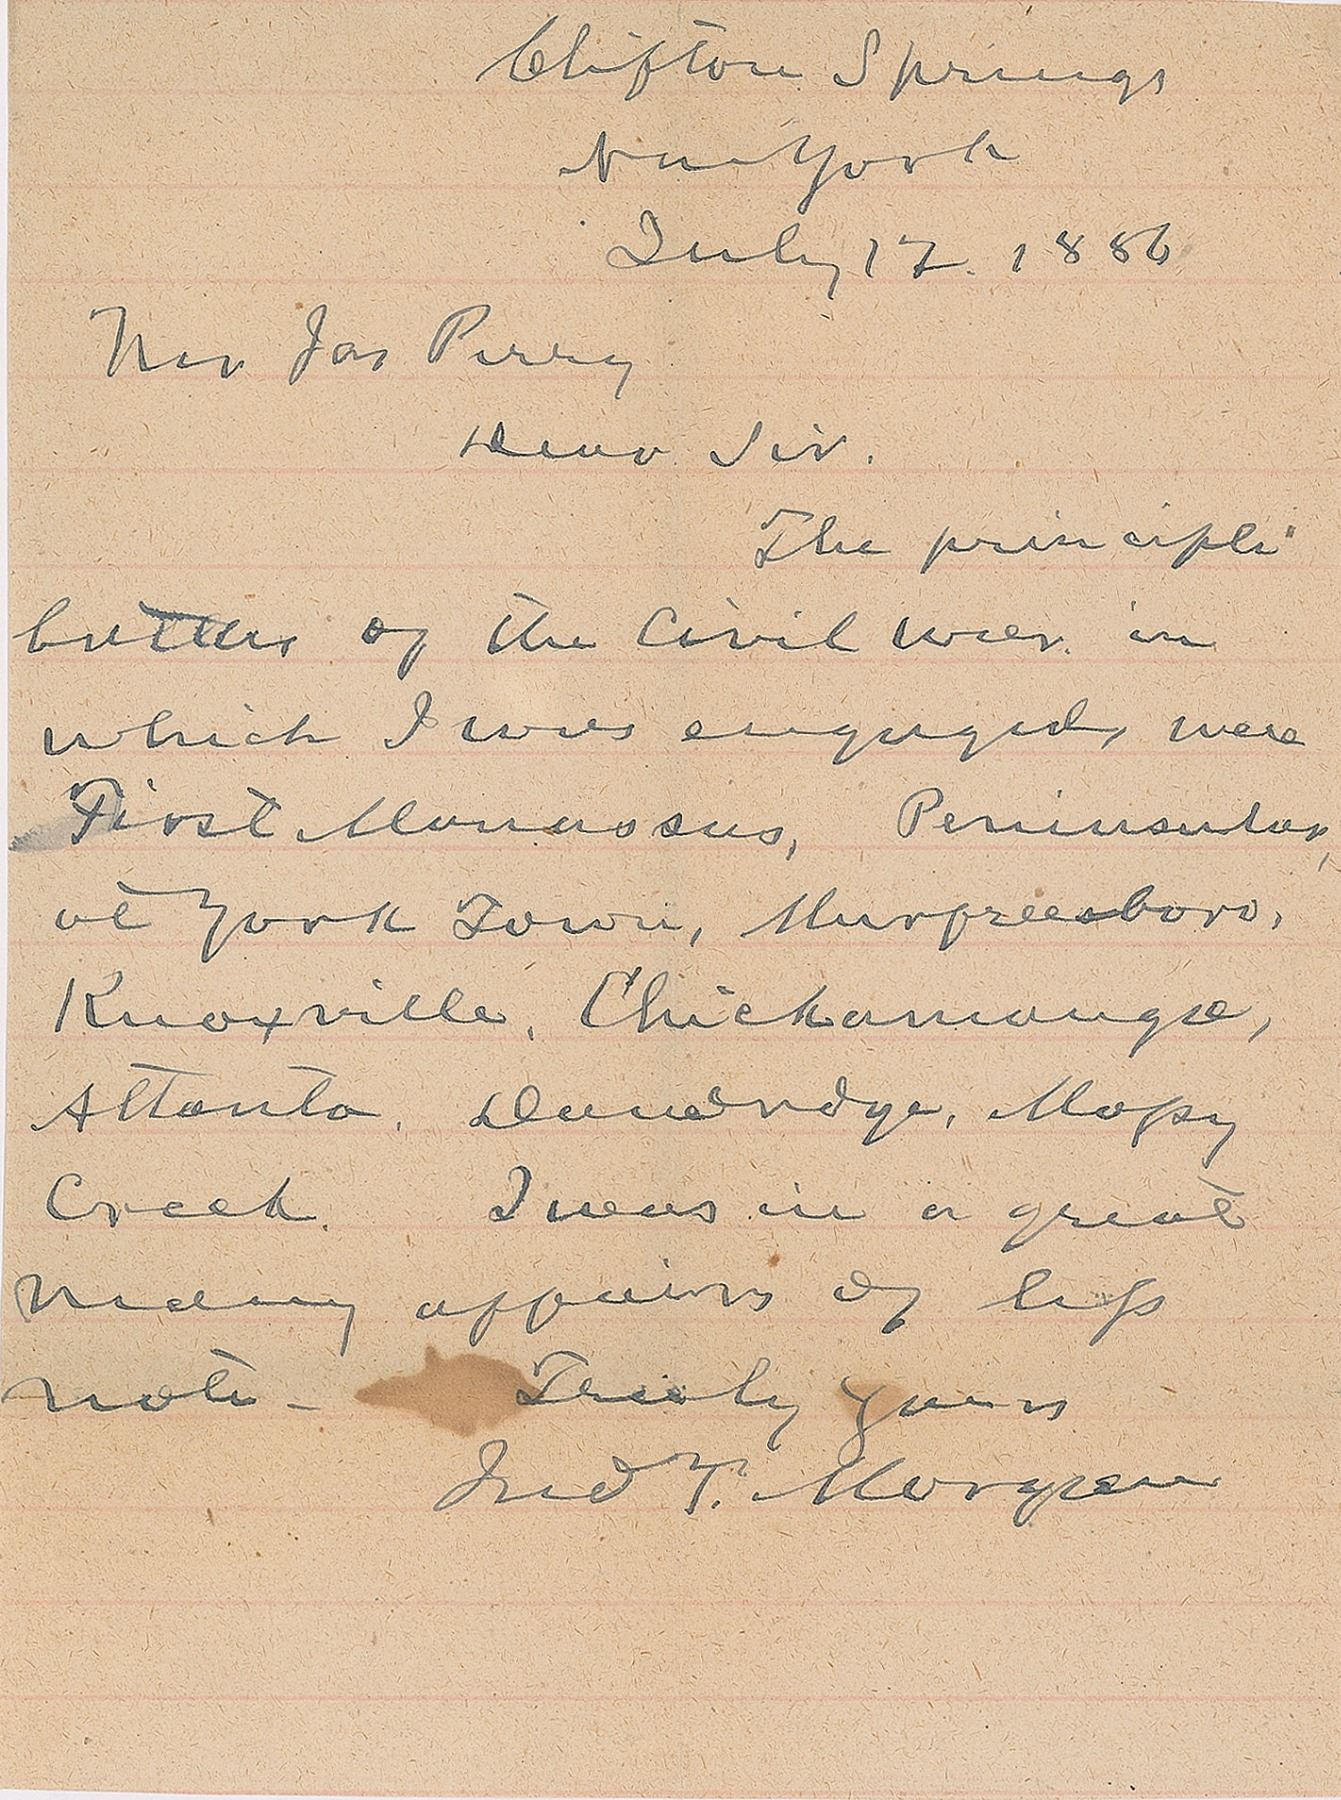 Clifton Springs
New York
July 17. 1886
Mr Jas Perry
Dear Sir.
The principle
battles of the Civil war. in
which I was engaged, were
First Manassas, Peninsular,
at York Town, Murfreesboro,
Knoxville, Chickamauga,
Atlanta, Dandridge, Mossy
Creek. I was in a great
many affairs of less
note - Truly yours
Jno T. Morgan